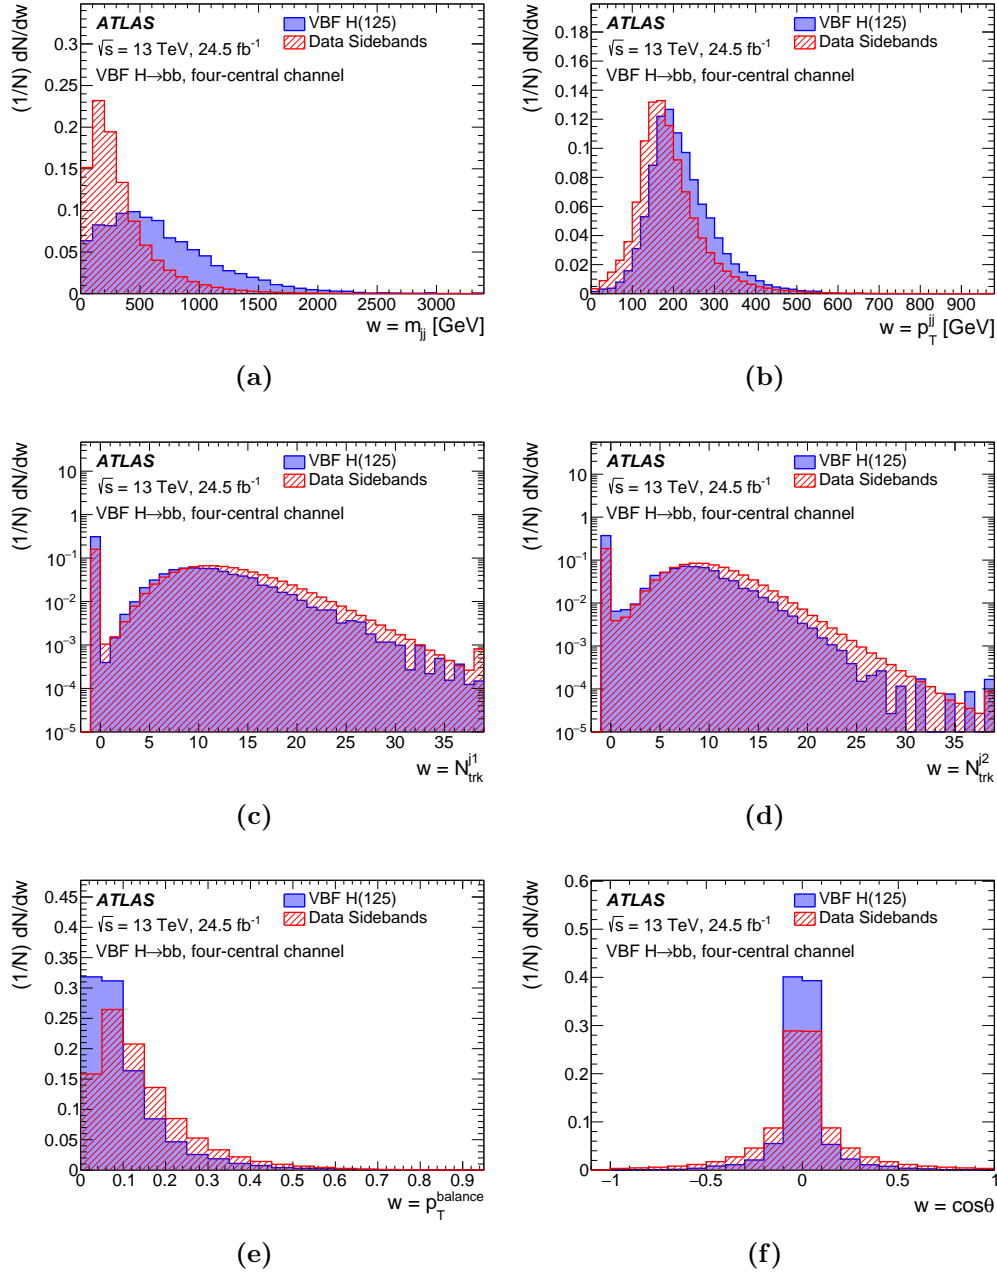 ATLAS
√s = 13 TeV, 24.5 fb⁻¹
VBF H→bb, four-central channel
VBF H(125)
Data Sidebands
(1/N) dN/dw
0.3
0.2
0.1
0
0 500 1000 1500 2000 2500 3000
w = m_jj [GeV]
(a)
ATLAS
√s = 13 TeV, 24.5 fb⁻¹
VBF H→bb, four-central channel
VBF H(125)
Data Sidebands
(1/N) dN/dw
0.18
0.16
0.14
0.12
0.1
0.08
0.06
0.04
0.02
0
0 100 200 300 400 500 600 700 800 900
w = p_T^jj [GeV]
(b)
ATLAS
√s = 13 TeV, 24.5 fb⁻¹
VBF H→bb, four-central channel
VBF H(125)
Data Sidebands
(1/N) dN/dw
10
1
10⁻¹
10⁻²
10⁻³
10⁻⁴
10⁻⁵
0 5 10 15 20 25 30 35
w = N_trk^j1
(c)
ATLAS
√s = 13 TeV, 24.5 fb⁻¹
VBF H→bb, four-central channel
VBF H(125)
Data Sidebands
(1/N) dN/dw
10
1
10⁻¹
10⁻²
10⁻³
10⁻⁴
10⁻⁵
0 5 10 15 20 25 30 35
w = N_trk^j2
(d)
ATLAS
√s = 13 TeV, 24.5 fb⁻¹
VBF H→bb, four-central channel
VBF H(125)
Data Sidebands
(1/N) dN/dw
0.45
0.4
0.35
0.3
0.25
0.2
0.15
0.1
0.05
0
0 0.1 0.2 0.3 0.4 0.5 0.6 0.7 0.8 0.9
w = p_T^balance
(e)
ATLAS
√s = 13 TeV, 24.5 fb⁻¹
VBF H→bb, four-central channel
VBF H(125)
Data Sidebands
(1/N) dN/dw
0.6
0.5
0.4
0.3
0.2
0.1
0
−1 −0.5 0 0.5 1
w = cosθ
(f)